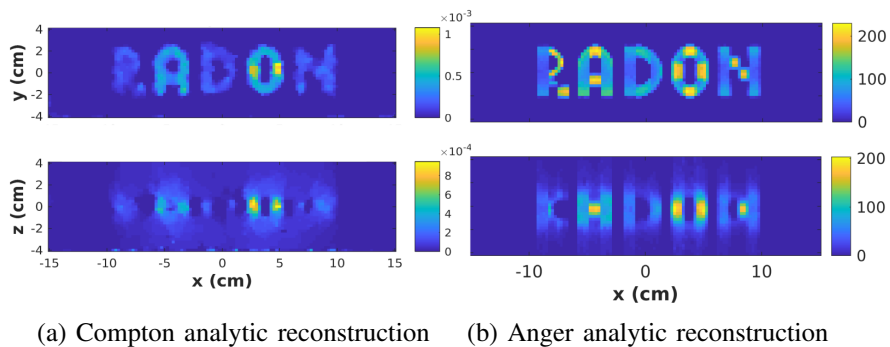 4
2
0
-2
-4
y (cm)
RADON
×10⁻³
1
0.5
0
200
100
0
4
2
0
-2
-4
z (cm)
-15 -10 -5 0 5 10 15
x (cm)
×10⁻⁴
8
6
4
2
0
RADON
200
100
0
-10 0 10
x (cm)
(a) Compton analytic reconstruction
(b) Anger analytic reconstruction